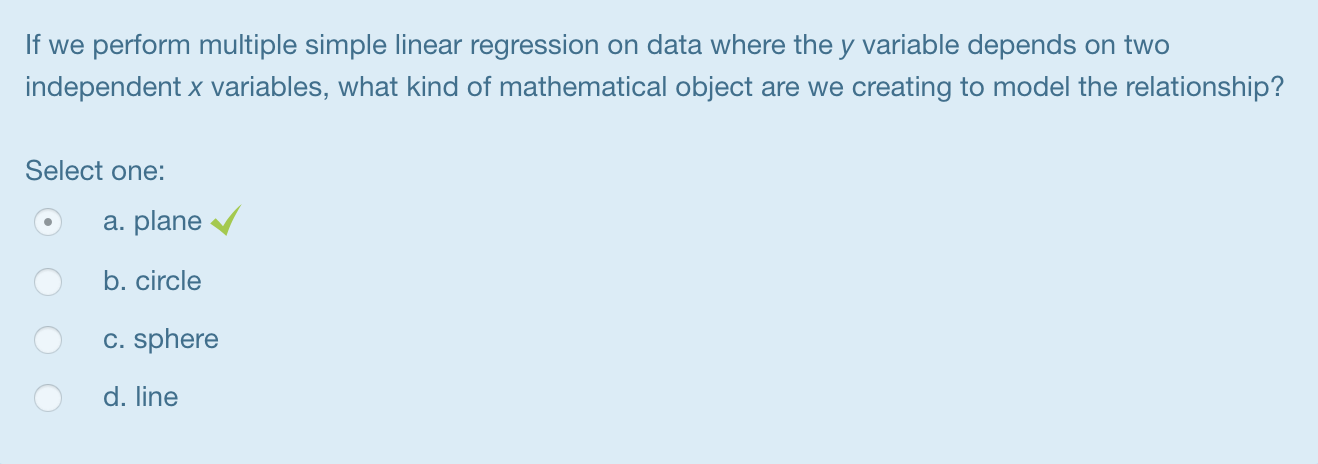 If we perform multiple simple linear regression on data where the y variable depends on two
independent x variables, what kind of mathematical object are we creating to model the relationship?
Select one:
a. plane
b. circle
c. sphere
d. line